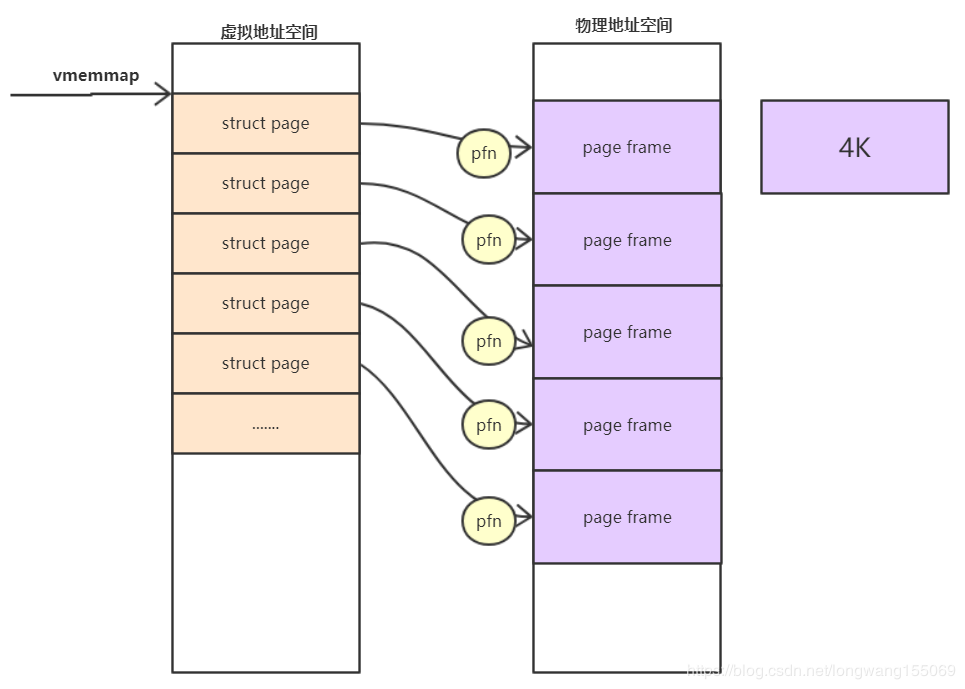 虚拟地址空间
物理地址空间
vmemmap
struct page
struct page
struct page
struct page
struct page
.......
pfn
pfn
pfn
pfn
pfn
page frame
page frame
page frame
page frame
page frame
4K
https://blog.csdn.net/longwang155069